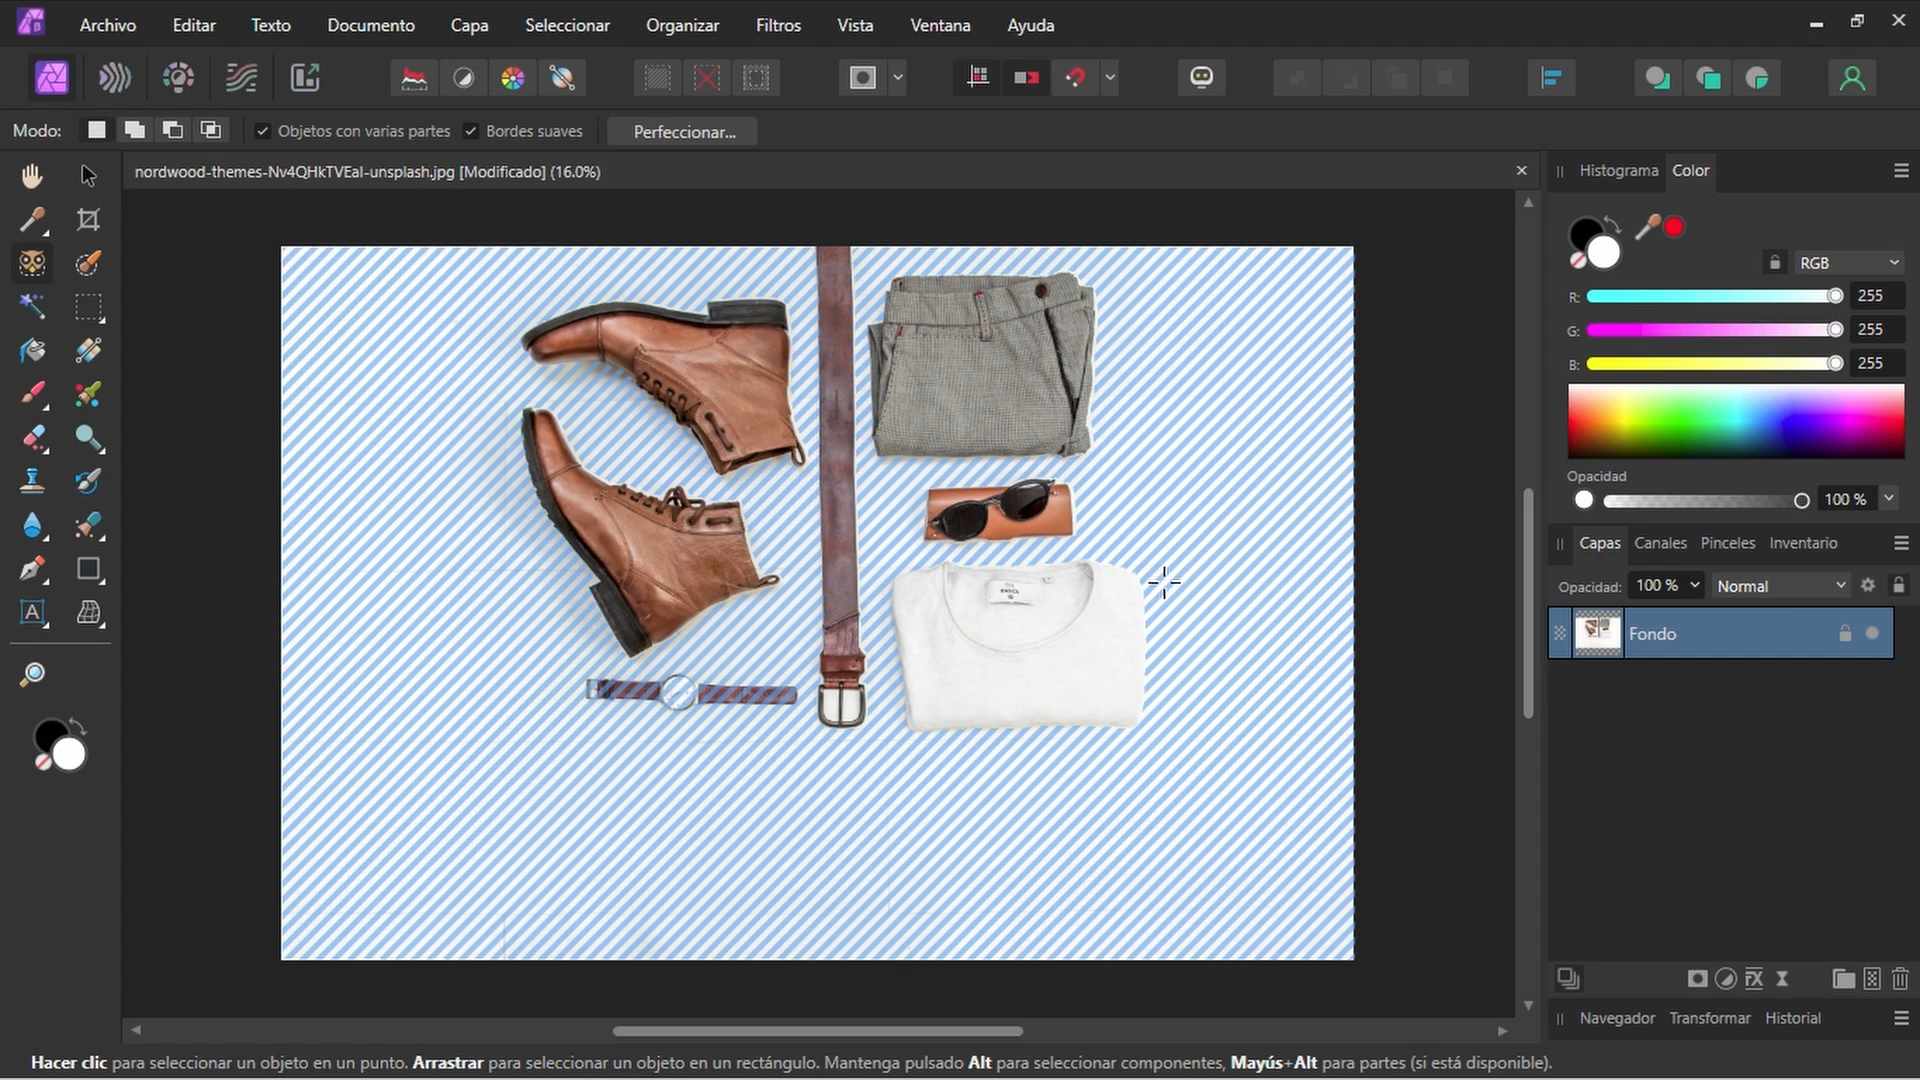 Archivo Editar Texto Documento Capa Seleccionar Organizar Filtros Vista Ventana Ayuda
Modo: Objetos con varias partes Bordes suaves Perfeccionar...
nordwood-themes-Nv4QHkTVEaI-unsplash.jpg [Modificado] (16.0%)
Histograma Color
RGB
R: 255
G: 255
B: 255
Opacidad
100 %
Capas Canales Pinceles Inventario
Opacidad: 100 % Normal
Fondo
BASICS
Navegador Transformar Historial
Hacer clic para seleccionar un objeto en un punto. Arrastrar para seleccionar un objeto en un rectángulo. Mantenga pulsado Alt para seleccionar componentes, Mayús+Alt para partes (si está disponible).